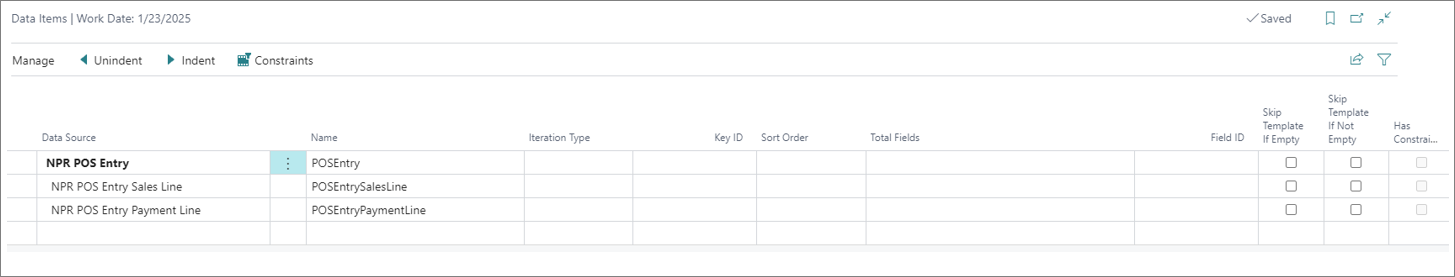 Data Items | Work Date: 1/23/2025
Saved
Manage
Unindent
Indent
Constraints
Data Source
Name
Iteration Type
Key ID
Sort Order
Total Fields
Field ID
Skip
Template
If Empty
Skip
Template
If Not
Empty
Has
Constrai...
NPR POS Entry
POSEntry
NPR POS Entry Sales Line
POSEntrySalesLine
NPR POS Entry Payment Line
POSEntryPaymentLine